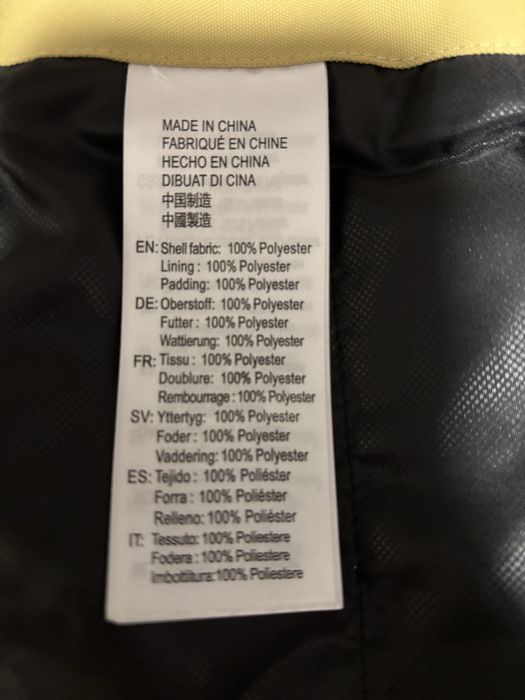 MADE IN CHINA
FABRIQUÉ EN CHINE
HECHO EN CHINA
DIBUAT DI CINA
中国制造
中國製造
EN: Shell fabric: 100% Polyester
Lining : 100% Polyester
Padding: 100% Polyester
DE: Oberstoff: 100% Polyester
Futter : 100% Polyester
Wattierung: 100% Polyester
FR: Tissu : 100% Polyester
Doublure: 100% Polyester
Rembourrage : 100% Polyester
SV: Yttertyg: 100% Polyester
Foder : 100% Polyester
Vaddering: 100% Polyester
ES: Tejido : 100% Poliéster
Forra : 100% Poliéster
Relleno: 100% Poliéster
IT: Tessuto: 100% Poliestere
Fodera : 100% Poliestere
Imbottitura:100% Poliestere